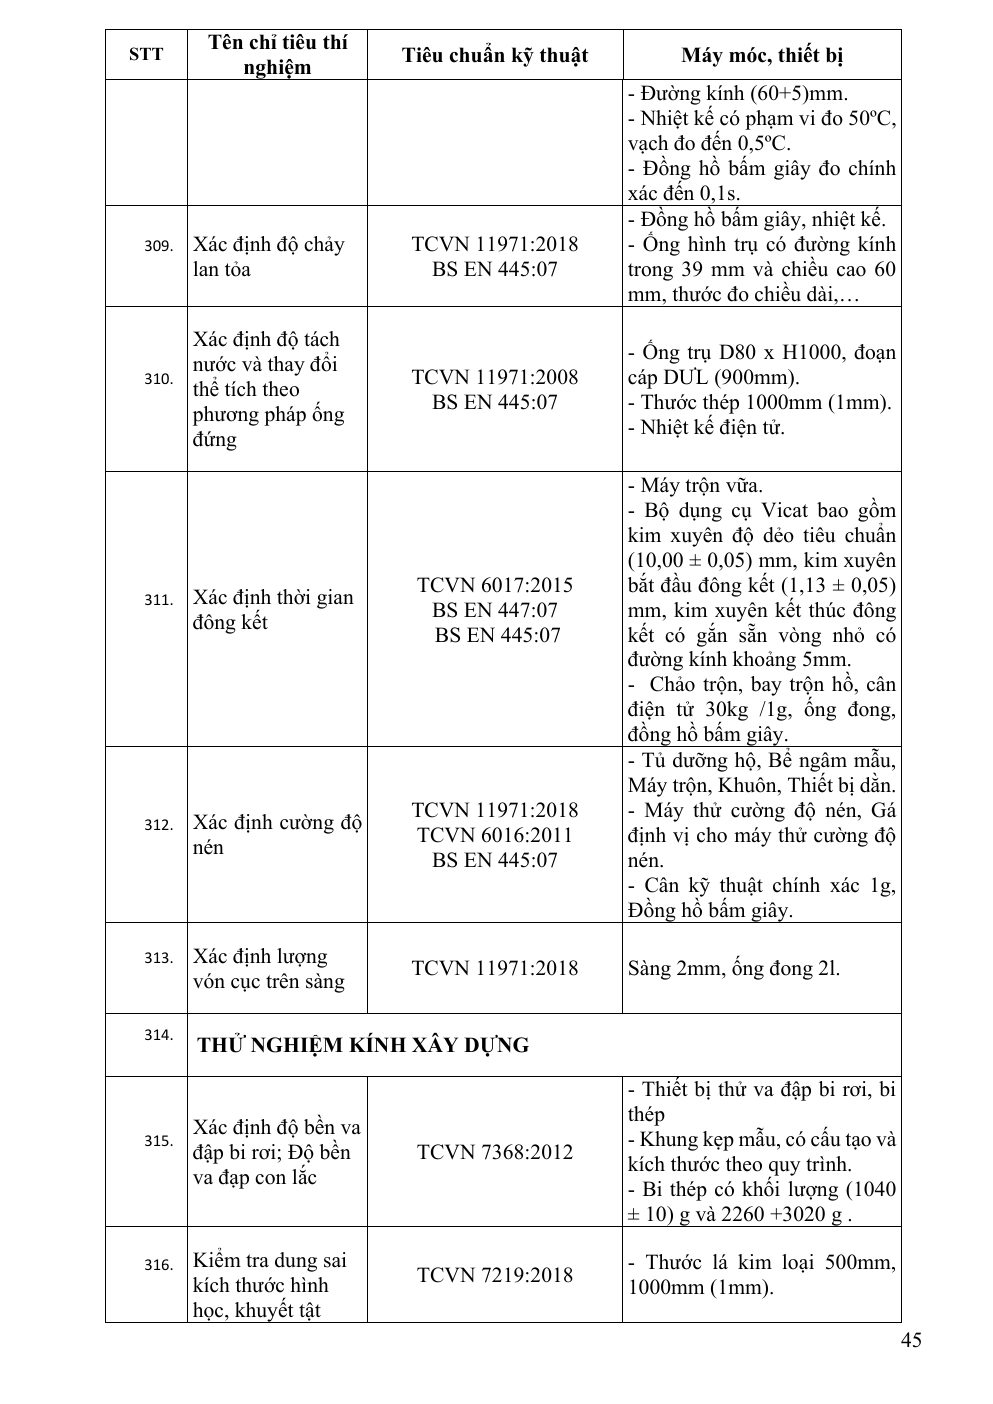 STT
Tên chỉ tiêu thí
nghiệm
Tiêu chuẩn kỹ thuật
Máy móc, thiết bị
- Đường kính (60+5)mm.
- Nhiệt kế có phạm vi đo 50ºC,
vạch đo đến 0,5ºC.
- Đồng hồ bấm giây đo chính
xác đến 0,1s.
309.
Xác định độ chảy
lan tỏa
TCVN 11971:2018
BS EN 445:07
- Đồng hồ bấm giây, nhiệt kế.
- Ống hình trụ có đường kính
trong 39 mm và chiều cao 60
mm, thước đo chiều dài,…
310.
Xác định độ tách
nước và thay đổi
thể tích theo
phương pháp ống
đứng
TCVN 11971:2008
BS EN 445:07
- Ống trụ D80 x H1000, đoạn
cáp DƯL (900mm).
- Thước thép 1000mm (1mm).
- Nhiệt kế điện tử.
311.
Xác định thời gian
đông kết
TCVN 6017:2015
BS EN 447:07
BS EN 445:07
- Máy trộn vữa.
- Bộ dụng cụ Vicat bao gồm
kim xuyên độ dẻo tiêu chuẩn
(10,00 ± 0,05) mm, kim xuyên
bắt đầu đông kết (1,13 ± 0,05)
mm, kim xuyên kết thúc đông
kết có gắn sẵn vòng nhỏ có
đường kính khoảng 5mm.
- Chảo trộn, bay trộn hồ, cân
điện tử 30kg /1g, ống đong,
đồng hồ bấm giây.
312.
Xác định cường độ
nén
TCVN 11971:2018
TCVN 6016:2011
BS EN 445:07
- Tủ dưỡng hộ, Bể ngâm mẫu,
Máy trộn, Khuôn, Thiết bị dằn.
- Máy thử cường độ nén, Gá
định vị cho máy thử cường độ
nén.
- Cân kỹ thuật chính xác 1g,
Đồng hồ bấm giây.
313.
Xác định lượng
vón cục trên sàng
TCVN 11971:2018
Sàng 2mm, ống đong 2l.
314.
THỬ NGHIỆM KÍNH XÂY DỰNG
315.
Xác định độ bền va
đập bi rơi; Độ bền
va đạp con lắc
TCVN 7368:2012
- Thiết bị thử va đập bi rơi, bi
thép
- Khung kẹp mẫu, có cấu tạo và
kích thước theo quy trình.
- Bi thép có khối lượng (1040
± 10) g và 2260 +3020 g .
316.
Kiểm tra dung sai
kích thước hình
học, khuyết tật
TCVN 7219:2018
- Thước lá kim loại 500mm,
1000mm (1mm).
45